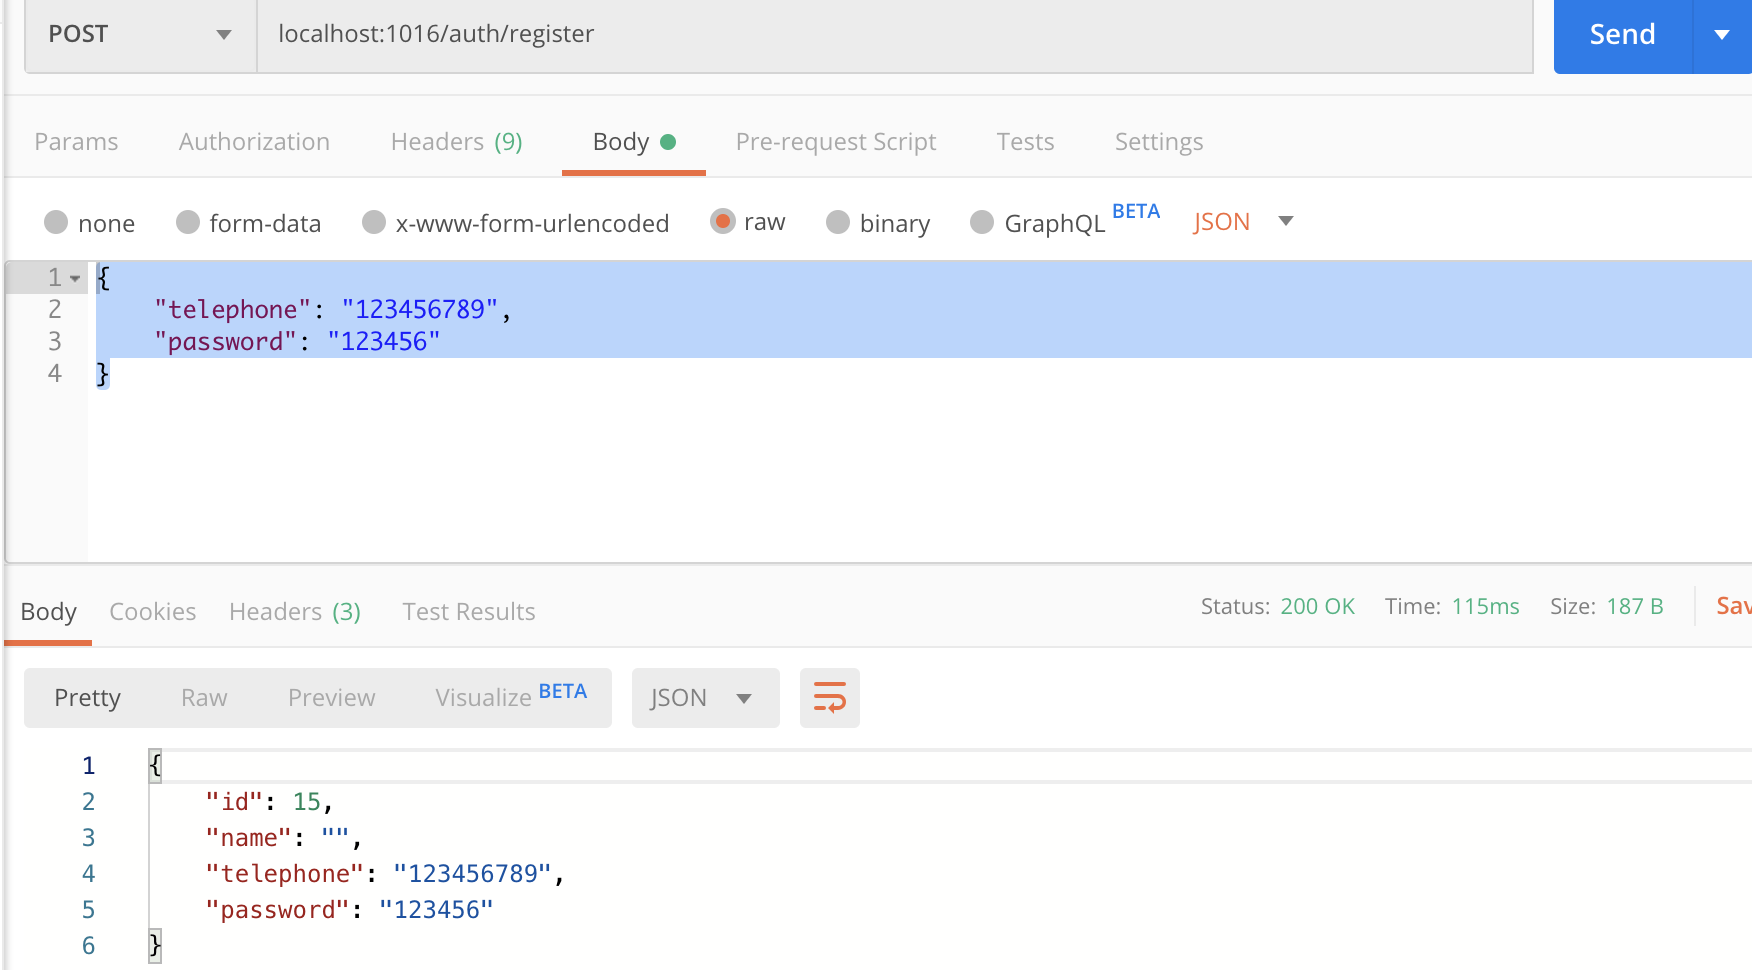 POST localhost:1016/auth/register Send
Params Authorization Headers (9) Body Pre-request Script Tests Settings
none form-data x-www-form-urlencoded raw binary GraphQL BETA JSON
1 {
2 "telephone": "123456789",
3 "password": "123456"
4 }
Body Cookies Headers (3) Test Results Status: 200 OK Time: 115ms Size: 187 B Sav
Pretty Raw Preview Visualize BETA JSON
1 {
2 "id": 15,
3 "name": "",
4 "telephone": "123456789",
5 "password": "123456"
6 }